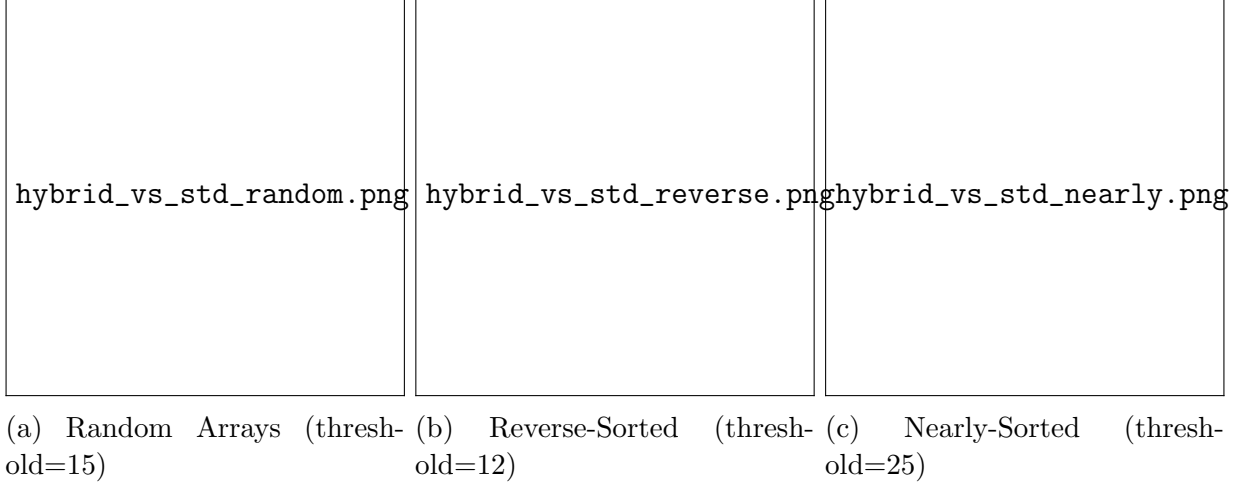 hybrid_vs_std_random.png
hybrid_vs_std_reverse.png
hybrid_vs_std_nearly.png
(a) Random Arrays (thresh-
old=15)
(b) Reverse-Sorted (thresh-
old=12)
(c) Nearly-Sorted (thresh-
old=25)